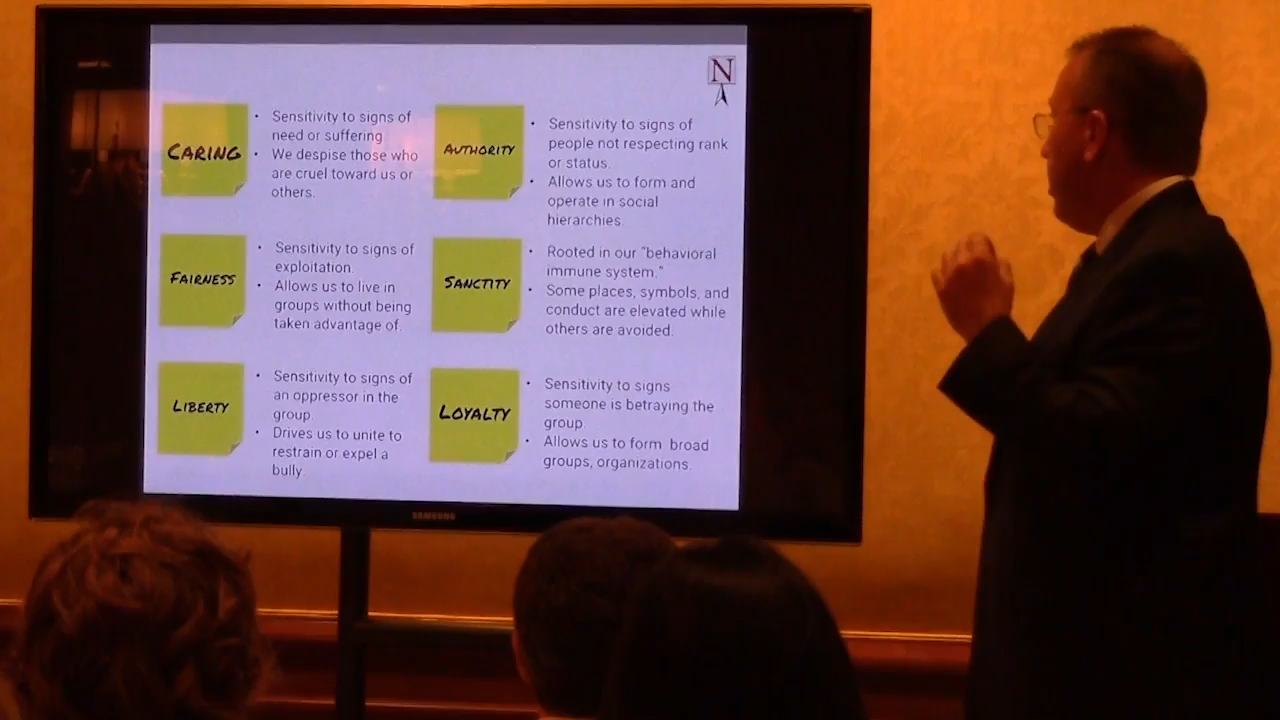 N
CARING
• Sensitivity to signs of
need or suffering
• We despise those who
are cruel toward us or
others.
AUTHORITY
• Sensitivity to signs of
people not respecting rank
or status.
• Allows us to form and
operate in social
hierarchies.
FAIRNESS
• Sensitivity to signs of
exploitation.
• Allows us to live in
groups without being
taken advantage of.
SANCTITY
• Rooted in our "behavioral
immune system."
• Some places, symbols, and
conduct are elevated while
others are avoided.
LIBERTY
• Sensitivity to signs of
an oppressor in the
group.
• Drives us to unite to
restrain or expel a
bully.
LOYALTY
• Sensitivity to signs
someone is betraying the
group.
• Allows us to form broad
groups, organizations.
SAMSUNG